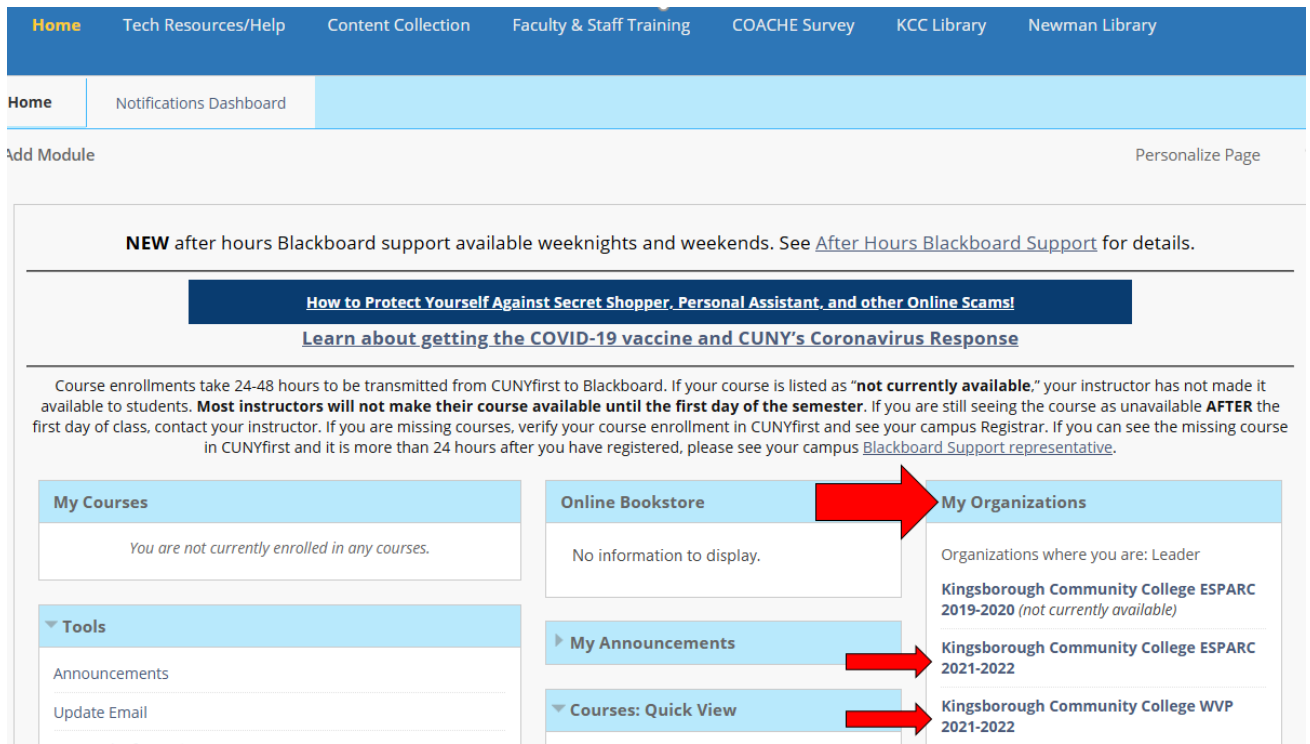 Home Tech Resources/Help Content Collection Faculty & Staff Training COACHE Survey KCC Library Newman Library
Home Notifications Dashboard
Add Module Personalize Page
NEW after hours Blackboard support available weeknights and weekends. See After Hours Blackboard Support for details.
How to Protect Yourself Against Secret Shopper, Personal Assistant, and other Online Scams!
Learn about getting the COVID-19 vaccine and CUNY's Coronavirus Response
Course enrollments take 24-48 hours to be transmitted from CUNYfirst to Blackboard. If your course is listed as “not currently available,” your instructor has not made it
available to students. Most instructors will not make their course available until the first day of the semester. If you are still seeing the course as unavailable AFTER the
first day of class, contact your instructor. If you are missing courses, verify your course enrollment in CUNYfirst and see your campus Registrar. If you can see the missing course
in CUNYfirst and it is more than 24 hours after you have registered, please see your campus Blackboard Support representative.
My Courses
You are not currently enrolled in any courses.
Tools
Announcements
Update Email
Online Bookstore
No information to display.
My Announcements
Courses: Quick View
My Organizations
Organizations where you are: Leader
Kingsborough Community College ESPARC
2019-2020 (not currently available)
Kingsborough Community College ESPARC
2021-2022
Kingsborough Community College WVP
2021-2022